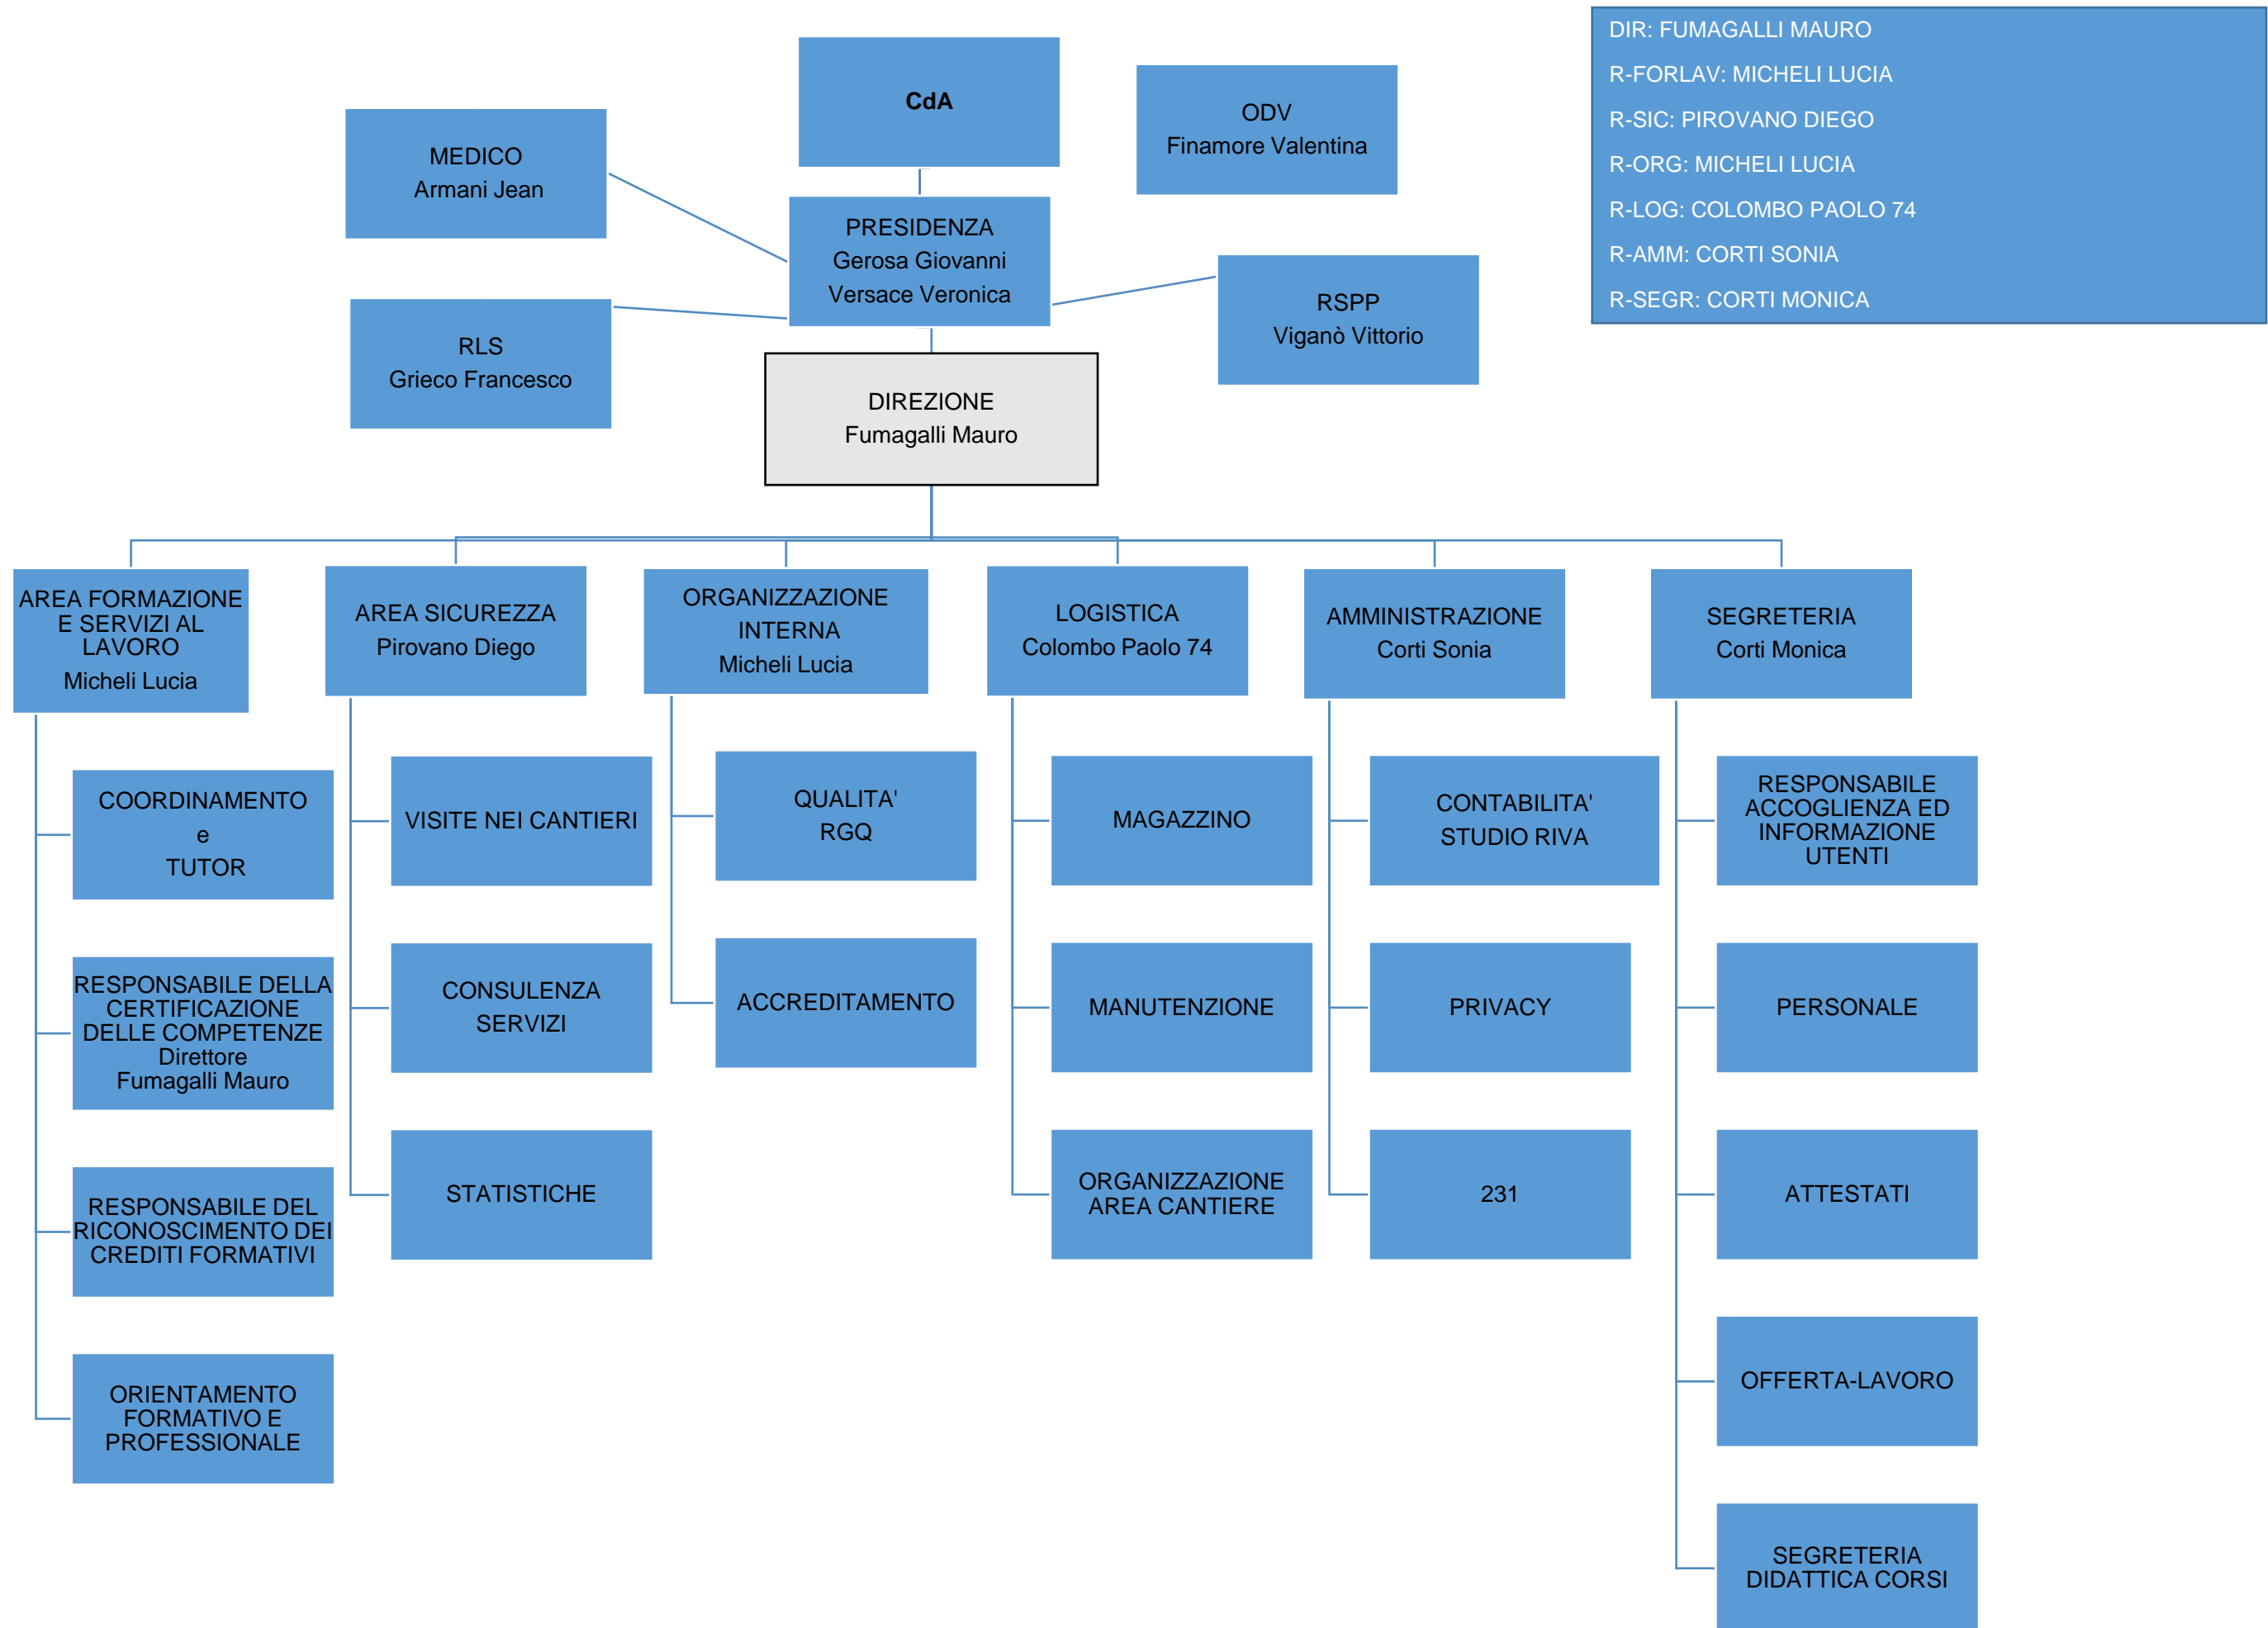 CdA
ODV
Finamore Valentina
MEDICO
Armani Jean
PRESIDENZA
Gerosa Giovanni
Versace Veronica
RLS
Grieco Francesco
RSPP
Viganò Vittorio
DIREZIONE
Fumagalli Mauro
DIR: FUMAGALLI MAURO
R-FORLAV: MICHELI LUCIA
R-SIC: PIROVANO DIEGO
R-ORG: MICHELI LUCIA
R-LOG: COLOMBO PAOLO 74
R-AMM: CORTI SONIA
R-SEGR: CORTI MONICA
AREA FORMAZIONE
E SERVIZI AL
LAVORO
Micheli Lucia
COORDINAMENTO
e
TUTOR
RESPONSABILE DELLA
CERTIFICAZIONE
DELLE COMPETENZE
Direttore
Fumagalli Mauro
RESPONSABILE DEL
RICONOSCIMENTO DEI
CREDITI FORMATIVI
ORIENTAMENTO
FORMATIVO E
PROFESSIONALE
AREA SICUREZZA
Pirovano Diego
VISITE NEI CANTIERI
CONSULENZA
SERVIZI
STATISTICHE
ORGANIZZAZIONE
INTERNA
Micheli Lucia
QUALITA'
RGQ
ACCREDITAMENTO
LOGISTICA
Colombo Paolo 74
MAGAZZINO
MANUTENZIONE
ORGANIZZAZIONE
AREA CANTIERE
AMMINISTRAZIONE
Corti Sonia
CONTABILITA'
STUDIO RIVA
PRIVACY
231
SEGRETERIA
Corti Monica
RESPONSABILE
ACCOGLIENZA ED
INFORMAZIONE
UTENTI
PERSONALE
ATTESTATI
OFFERTA-LAVORO
SEGRETERIA
DIDATTICA CORSI